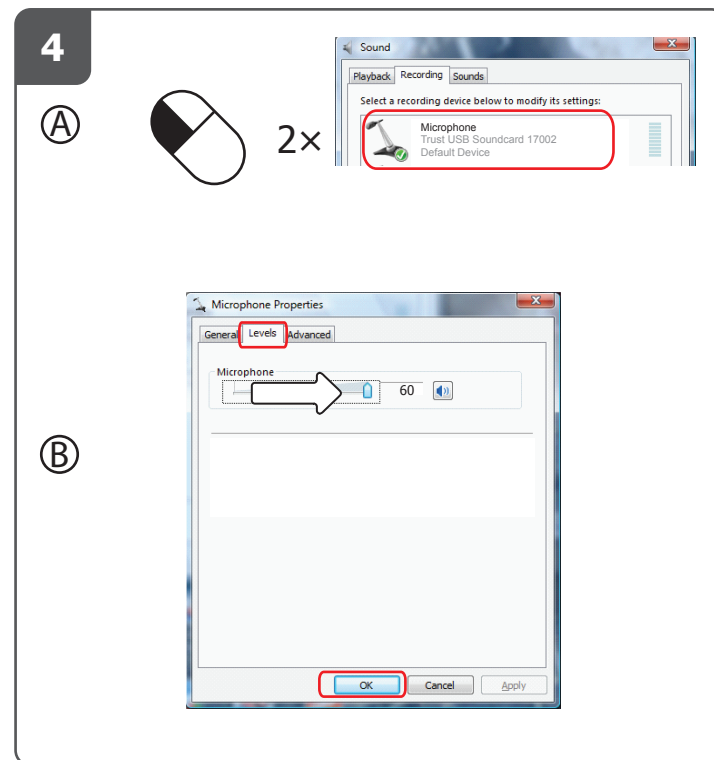 4
A
2×
Sound
Playback Recording Sounds
Select a recording device below to modify its settings:
Microphone
Trust USB Soundcard 17002
Default Device
Microphone Properties
General Levels Advanced
Microphone
60
B
OK Cancel Apply